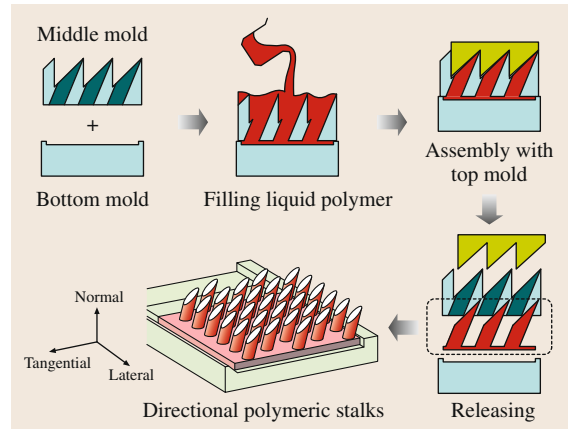 Middle mold
+
Bottom mold
Filling liquid polymer
Assembly with
top mold
Normal
Tangential
Lateral
Directional polymeric stalks
Releasing